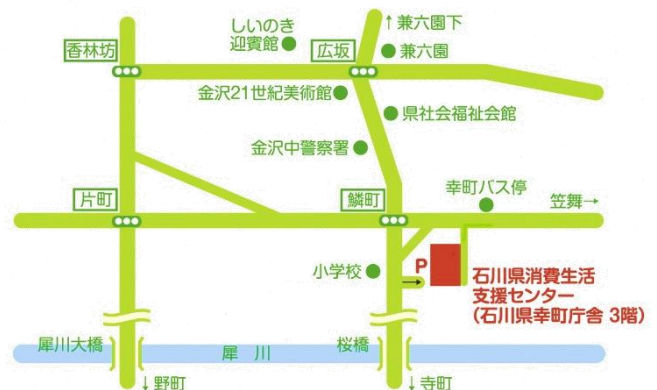 しいのき
迎賓館
↑兼六園下
香林坊
広坂
兼六園
金沢21世紀美術館
県社会福祉会館
金沢中警察署
片町
鱗町
幸町バス停
笠舞→
小学校
P
→
石川県消費生活
支援センター
(石川県幸町庁舎 3階)
犀川大橋
犀 川
桜橋
↓野町
↓寺町